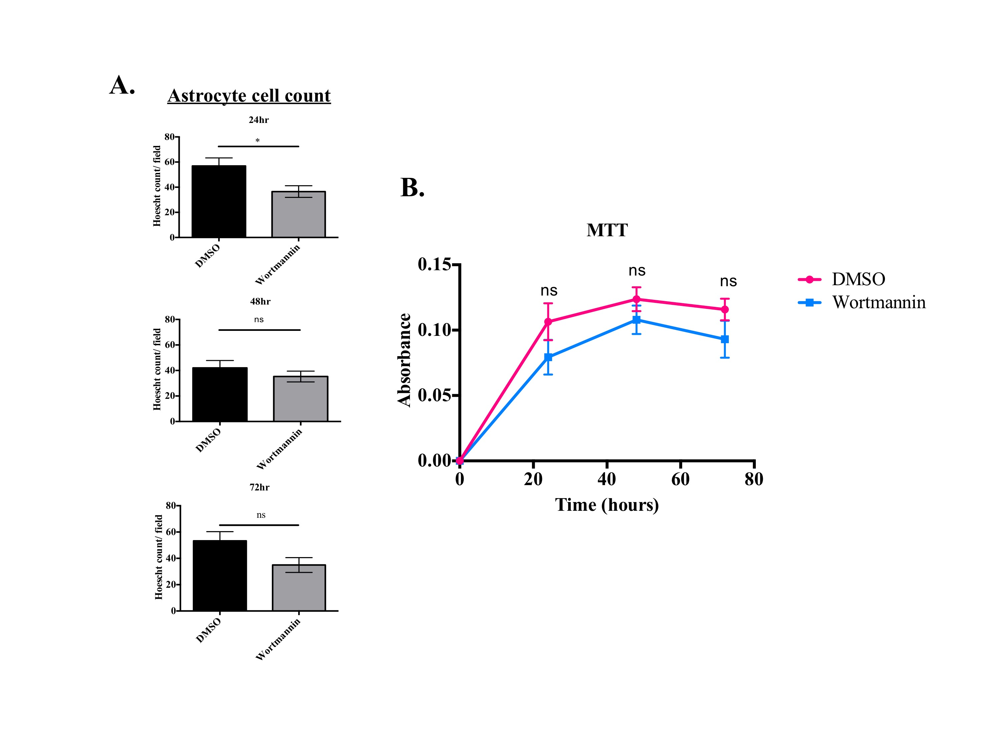 A.
Astrocyte cell count
24hr
80
60
40
20
0
Hoescht count/ field
*
DMSO
Wortmannin
48hr
80
60
40
20
0
Hoescht count/ field
ns
DMSO
Wortmannin
72hr
80
60
40
20
0
Hoescht count/ field
ns
DMSO
Wortmannin
B.
MTT
0.15
0.10
0.05
0.00
Absorbance
ns
ns
ns
0
20
40
60
80
Time (hours)
DMSO
Wortmannin